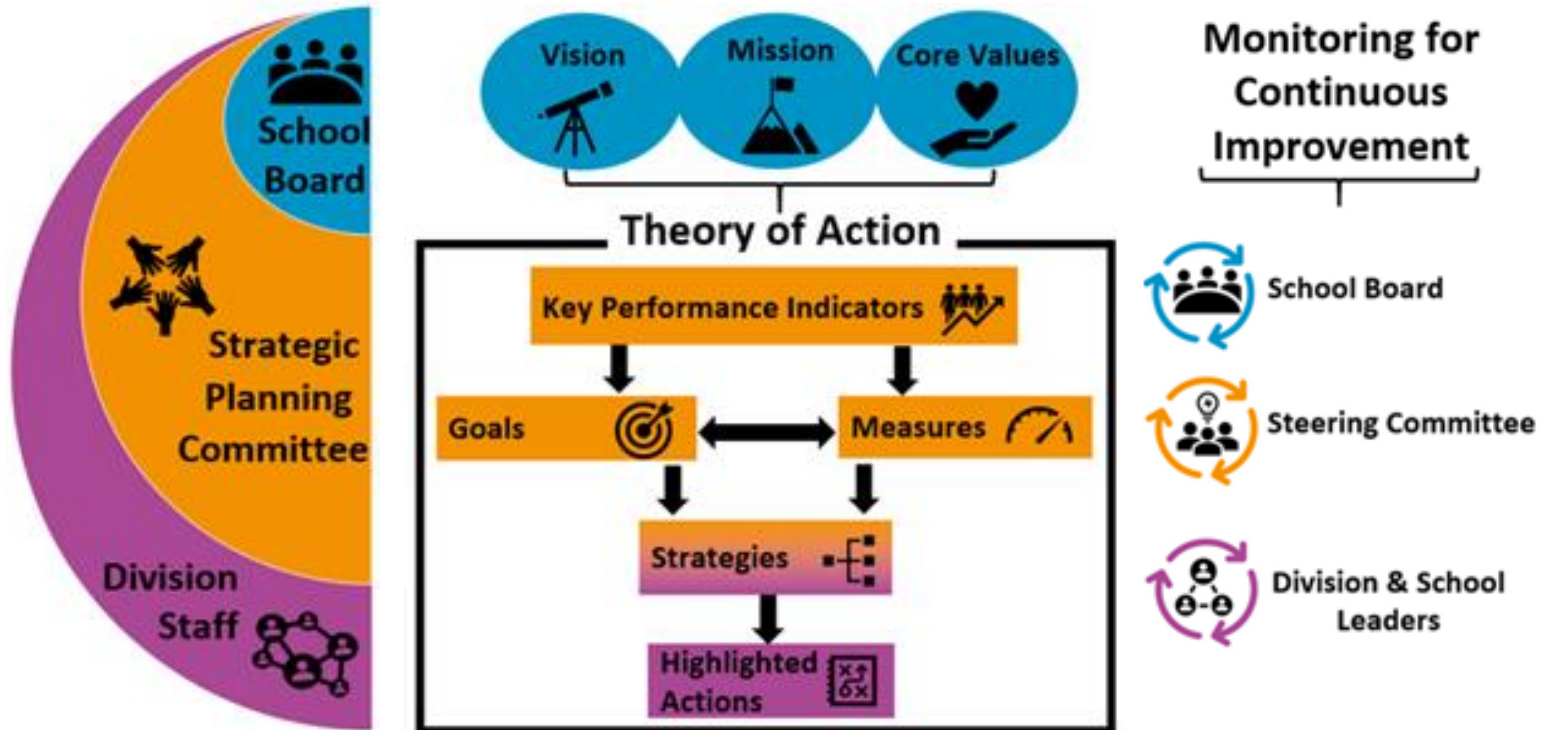 School
Board
Strategic
Planning
Committee
Division
Staff
Vision
Mission
Core Values
Theory of Action
Key Performance Indicators
Goals
Measures
Strategies
Highlighted
Actions
Monitoring for
Continuous
Improvement
School Board
Steering Committee
Division & School
Leaders